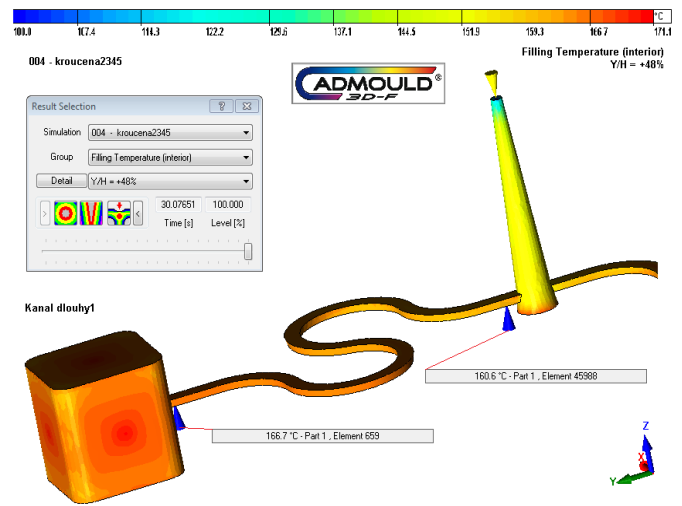 °C
100.0 107.4 114.3 122.2 129.6 137.1 144.5 151.9 159.3 166.7 171.1
004 - kroucena2345
Filling Temperature (interior)
Y/H = +48%
CADMOULD®
3D-F
Result Selection
Simulation 004 - kroucena2345
Group Filling Temperature (interior)
Detail Y/H = +48%
30.07651 100.000
Time [s] Level [%]
Kanal dlouhy1
160.6 °C - Part 1 , Element 45988
166.7 °C - Part 1 , Element 659
Z
X
Y